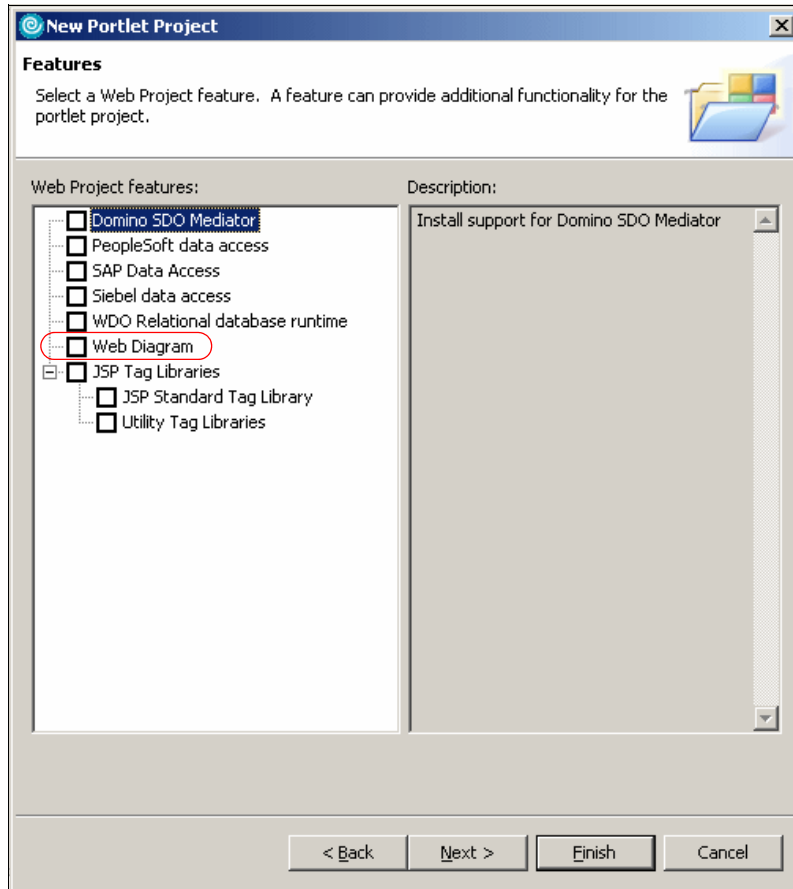 New Portlet Project
Features
Select a Web Project feature. A feature can provide additional functionality for the
portlet project.
Web Project features:
Description:
Domino SDO Mediator
Install support for Domino SDO Mediator
PeopleSoft data access
SAP Data Access
Siebel data access
WDO Relational database runtime
Web Diagram
JSP Tag Libraries
JSP Standard Tag Library
Utility Tag Libraries
< Back
Next >
Finish
Cancel